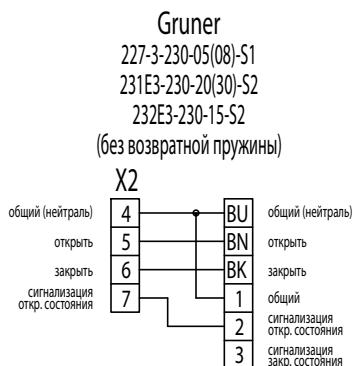 Gruner
227-3-230-05(08)-S1
231E3-230-20(30)-S2
232E3-230-15-S2
(без возвратной пружины)
X2
общий (нейтраль) 4 BU общий (нейтраль)
открыть 5 BN открыть
закрыть 6 BK закрыть
сигнализация
откр. состояния 7 1 общий
2 сигнализация
откр. состояния
3 сигнализация
закр. состояния